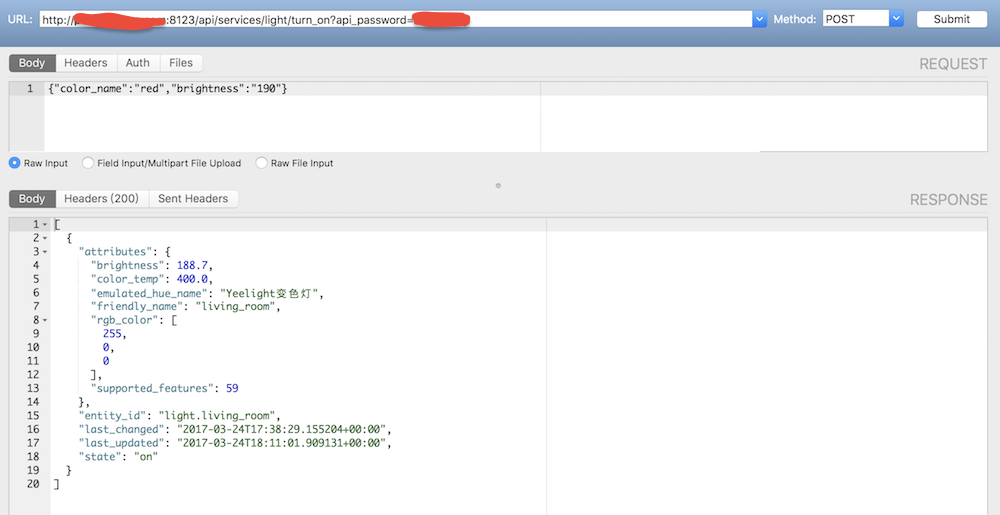 URL: http://p :8123/api/services/light/turn_on?api_password= Method: POST Submit
Body Headers Auth Files REQUEST
1 {"color_name":"red","brightness":"190"}
Raw Input Field Input/Multipart File Upload Raw File Input
Body Headers (200) Sent Headers RESPONSE
1 [
2 {
3 "attributes": {
4 "brightness": 188.7,
5 "color_temp": 400.0,
6 "emulated_hue_name": "Yeelight变色灯",
7 "friendly_name": "living_room",
8 "rgb_color": [
9 255,
10 0,
11 0
12 ],
13 "supported_features": 59
14 },
15 "entity_id": "light.living_room",
16 "last_changed": "2017-03-24T17:38:29.155204+00:00",
17 "last_updated": "2017-03-24T18:11:01.909131+00:00",
18 "state": "on"
19 }
20 ]